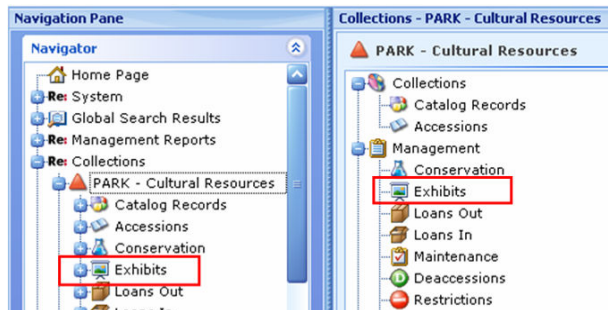 Navigation Pane
Navigator
Home Page
Re: System
Global Search Results
Re: Management Reports
Re: Collections
PARK - Cultural Resources
Catalog Records
Accessions
Conservation
Exhibits
Loans Out
Loans In
Collections - PARK - Cultural Resources
PARK - Cultural Resources
Collections
Catalog Records
Accessions
Management
Conservation
Exhibits
Loans Out
Loans In
Maintenance
Deaccessions
Restrictions